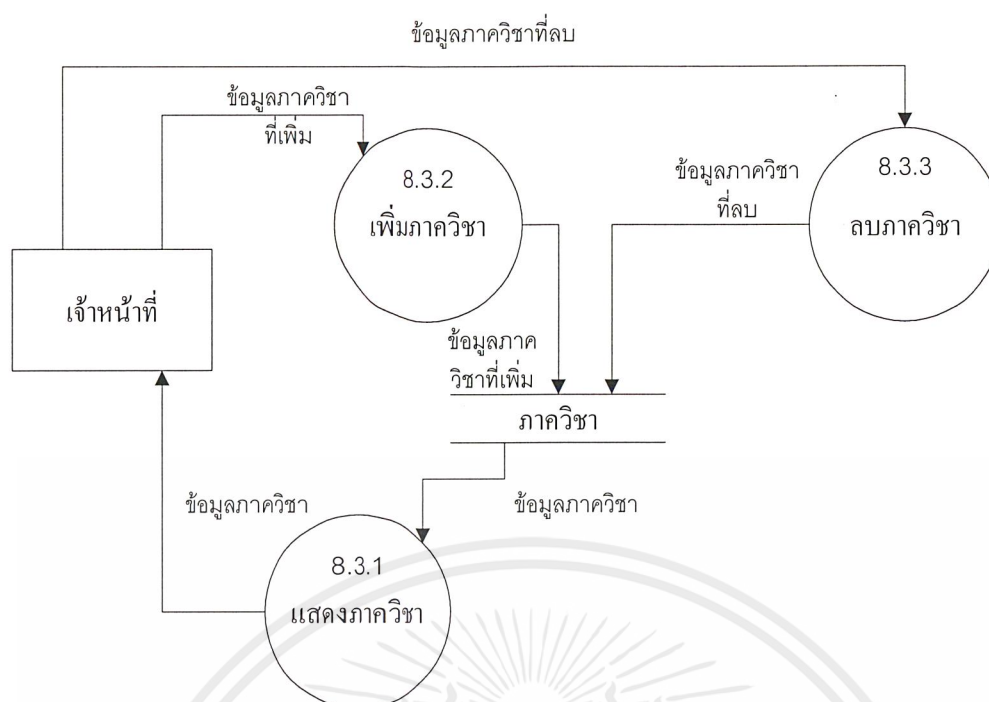 ข้อมูลภาควิชาที่ลบ
ข้อมูลภาควิชา
ที่เพิ่ม
8.3.2
เพิ่มภาควิชา
ข้อมูลภาควิชา
ที่ลบ
8.3.3
ลบภาควิชา
เจ้าหน้าที่
ข้อมูลภาค
วิชาที่เพิ่ม
ภาควิชา
ข้อมูลภาควิชา
ข้อมูลภาควิชา
8.3.1
แสดงภาควิชา